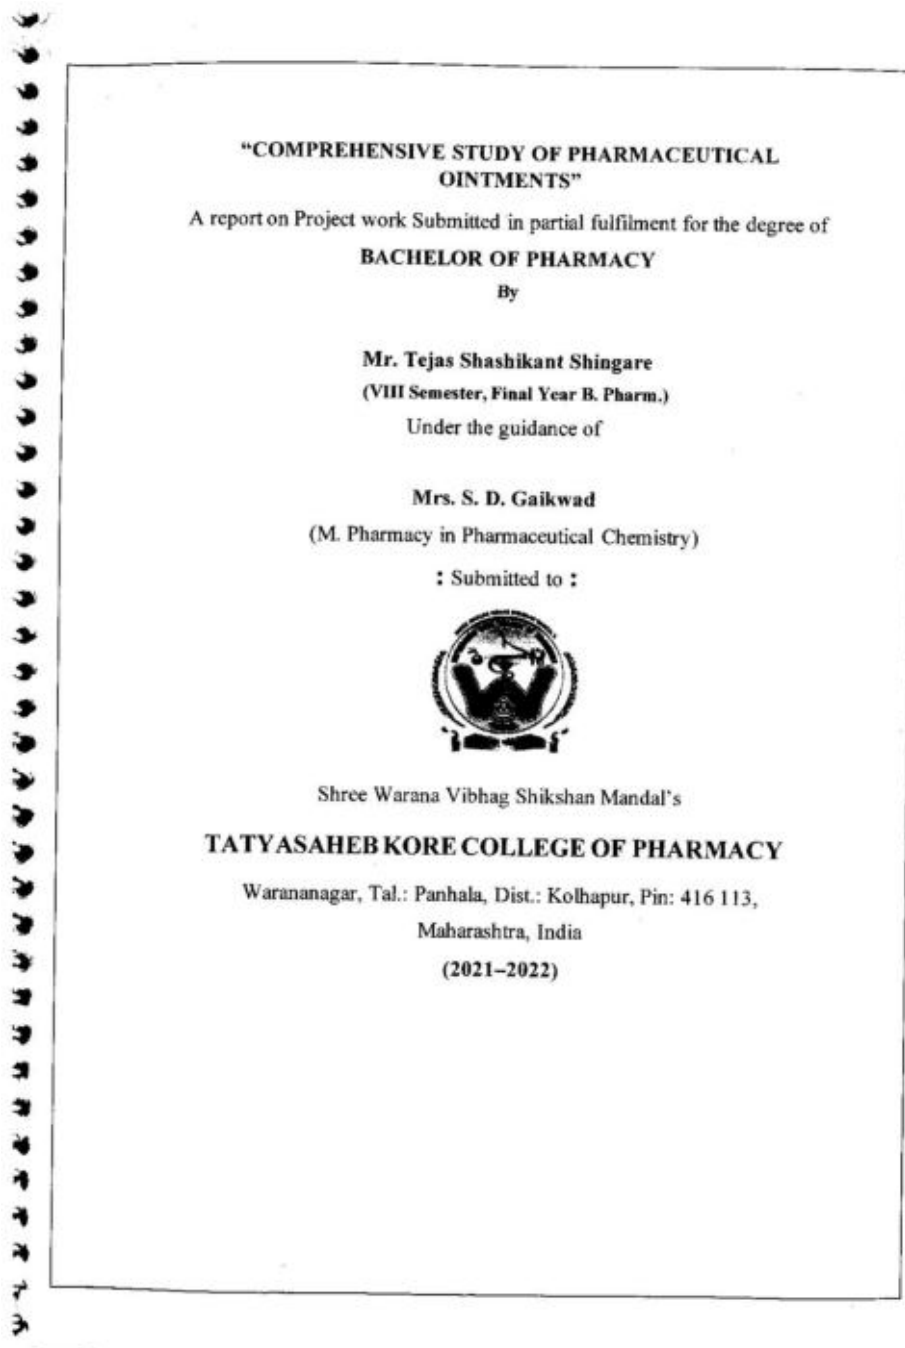 “COMPREHENSIVE STUDY OF PHARMACEUTICAL
OINTMENTS”
A report on Project work Submitted in partial fulfilment for the degree of
BACHELOR OF PHARMACY
By
Mr. Tejas Shashikant Shingare
(VIII Semester, Final Year B. Pharm.)
Under the guidance of
Mrs. S. D. Gaikwad
(M. Pharmacy in Pharmaceutical Chemistry)
: Submitted to :
Shree Warana Vibhag Shikshan Mandal’s
TATYASAHEB KORE COLLEGE OF PHARMACY
Warananagar, Tal.: Panhala, Dist.: Kolhapur, Pin: 416 113,
Maharashtra, India
(2021–2022)